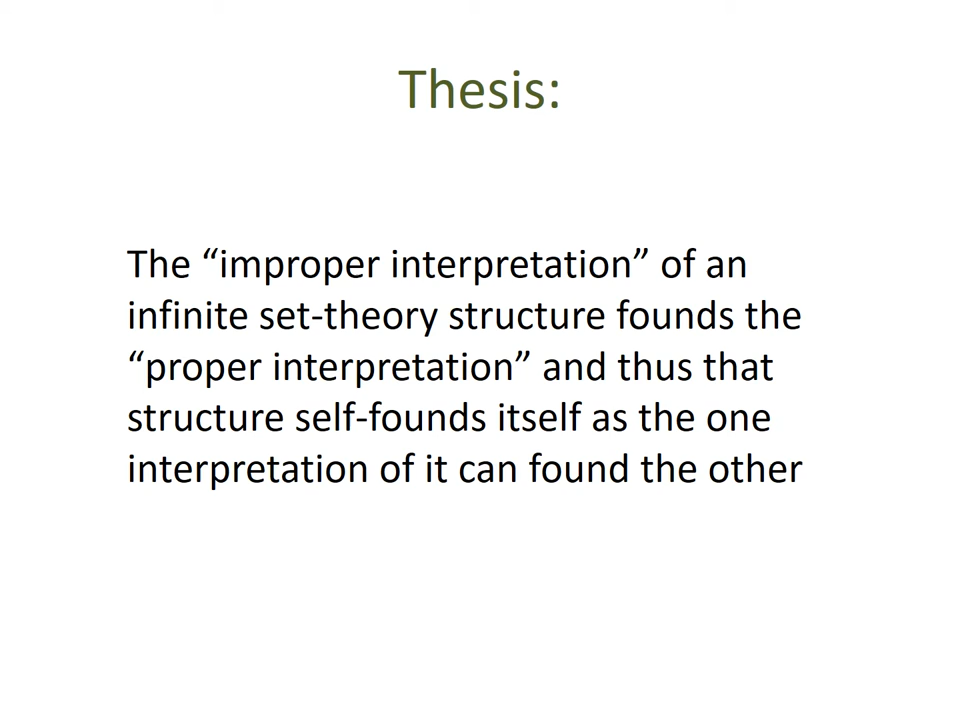 Thesis:
The “improper interpretation” of an
infinite set-theory structure founds the
“proper interpretation” and thus that
structure self-founds itself as the one
interpretation of it can found the other